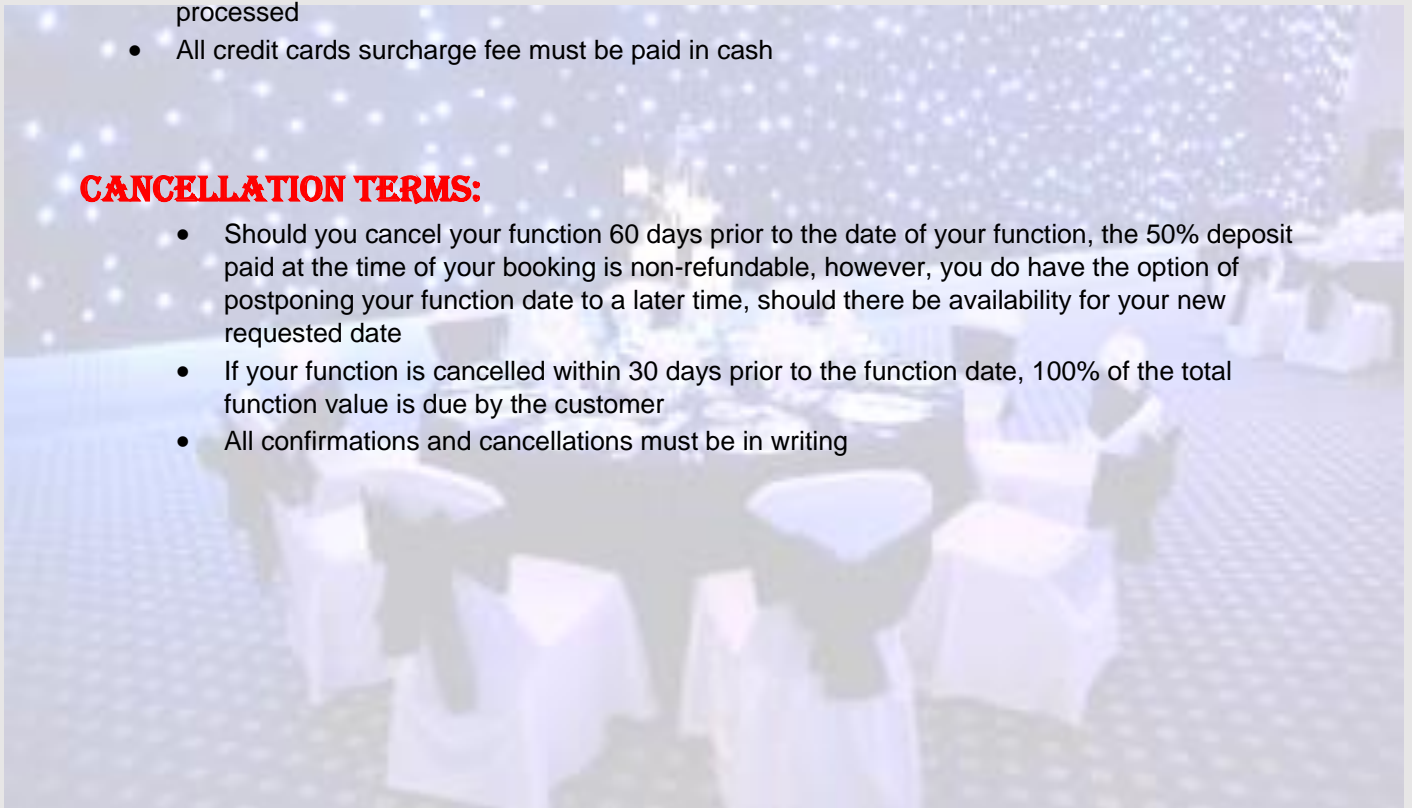 processed
• All credit cards surcharge fee must be paid in cash
CANCELLATION TERMS:
• Should you cancel your function 60 days prior to the date of your function, the 50% deposit
paid at the time of your booking is non-refundable, however, you do have the option of
postponing your function date to a later time, should there be availability for your new
requested date
• If your function is cancelled within 30 days prior to the function date, 100% of the total
function value is due by the customer
• All confirmations and cancellations must be in writing